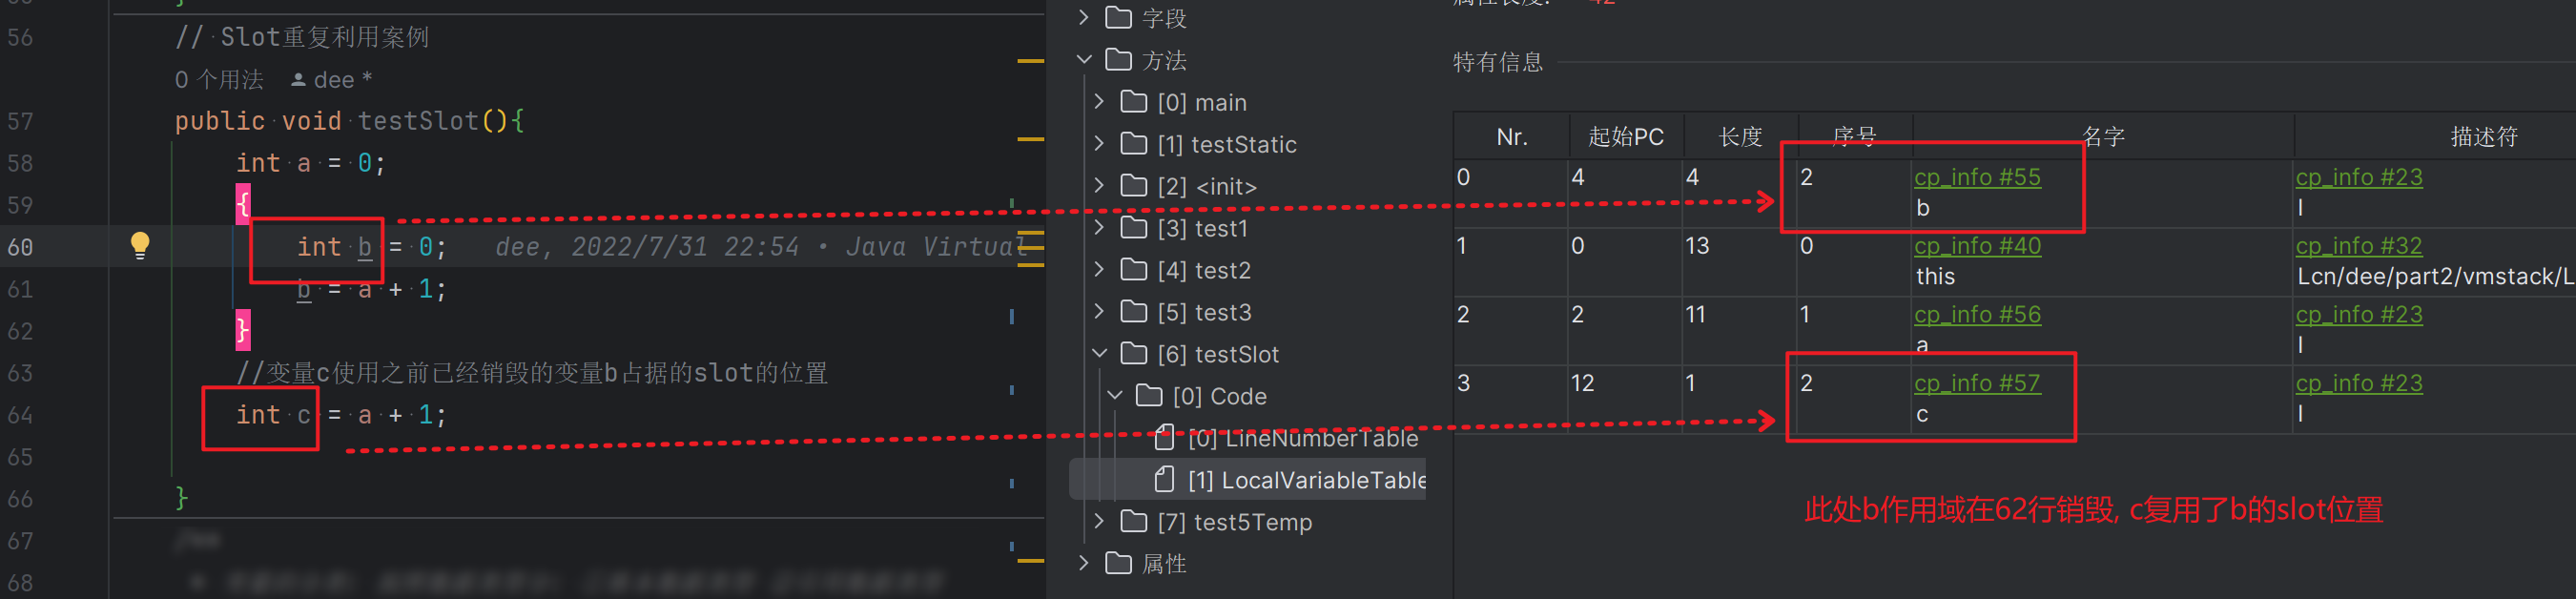 56 // Slot重复利用案例
0 个用法 dee *
57 public void testSlot(){
58 int a = 0;
59 {
60 int b = 0; dee, 2022/7/31 22:54 • Java Virtual
61 b = a + 1;
62 }
63 //变量c使用之前已经销毁的变量b占据的slot的位置
64 int c = a + 1;
65
66 }
67
68
字段
方法
[0] main
[1] testStatic
[2] <init>
[3] test1
[4] test2
[5] test3
[6] testSlot
[0] Code
[0] LineNumberTable
[1] LocalVariableTable
[7] test5Temp
属性
特有信息
Nr. 起始PC 长度 序号 名字 描述符
0 4 4 2 cp_info #55 cp_info #23
b I
1 0 13 0 cp_info #40 cp_info #32
this Lcn/dee/part2/vmstack/L
2 2 11 1 cp_info #56 cp_info #23
a I
3 12 1 2 cp_info #57 cp_info #23
c I
此处b作用域在62行销毁, c复用了b的slot位置